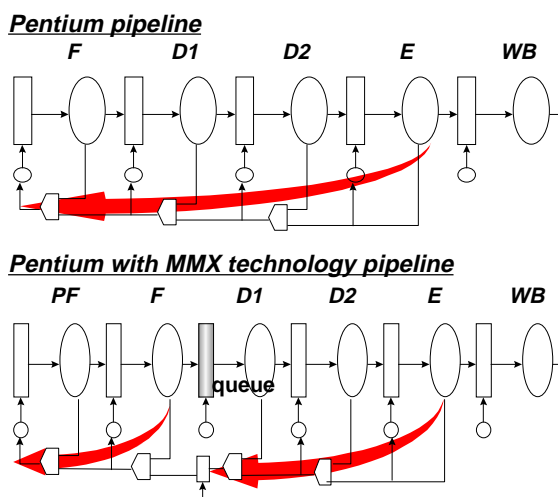 Pentium pipeline
F D1 D2 E WB
Pentium with MMX technology pipeline
PF F D1 D2 E WB
queue